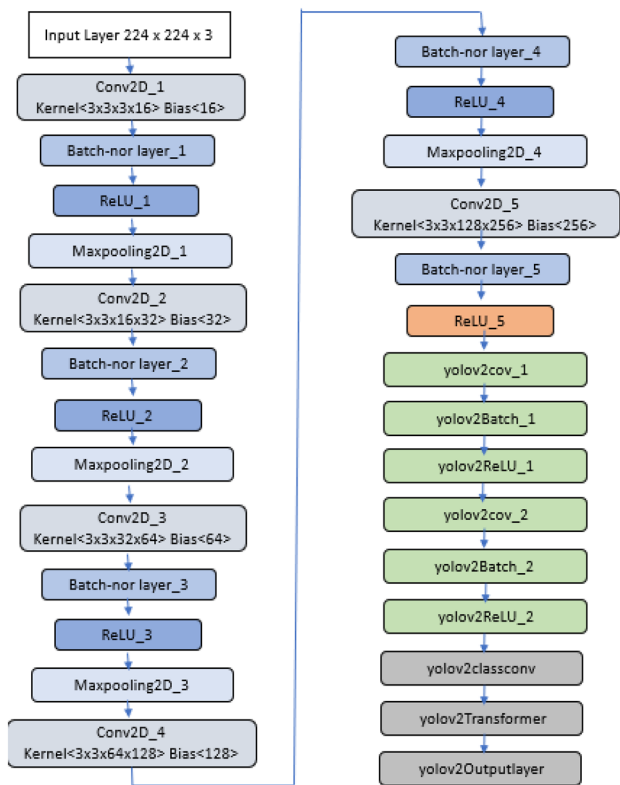 Input Layer 224 x 224 x 3
Conv2D_1
Kernel<3x3x3x16> Bias<16>
Batch-nor layer_1
ReLU_1
Maxpooling2D_1
Conv2D_2
Kernel<3x3x16x32> Bias<32>
Batch-nor layer_2
ReLU_2
Maxpooling2D_2
Conv2D_3
Kernel<3x3x32x64> Bias<64>
Batch-nor layer_3
ReLU_3
Maxpooling2D_3
Conv2D_4
Kernel<3x3x64x128> Bias<128>
Batch-nor layer_4
ReLU_4
Maxpooling2D_4
Conv2D_5
Kernel<3x3x128x256> Bias<256>
Batch-nor layer_5
ReLU_5
yolov2cov_1
yolov2Batch_1
yolov2ReLU_1
yolov2cov_2
yolov2Batch_2
yolov2ReLU_2
yolov2classconv
yolov2Transformer
yolov2Outputlayer